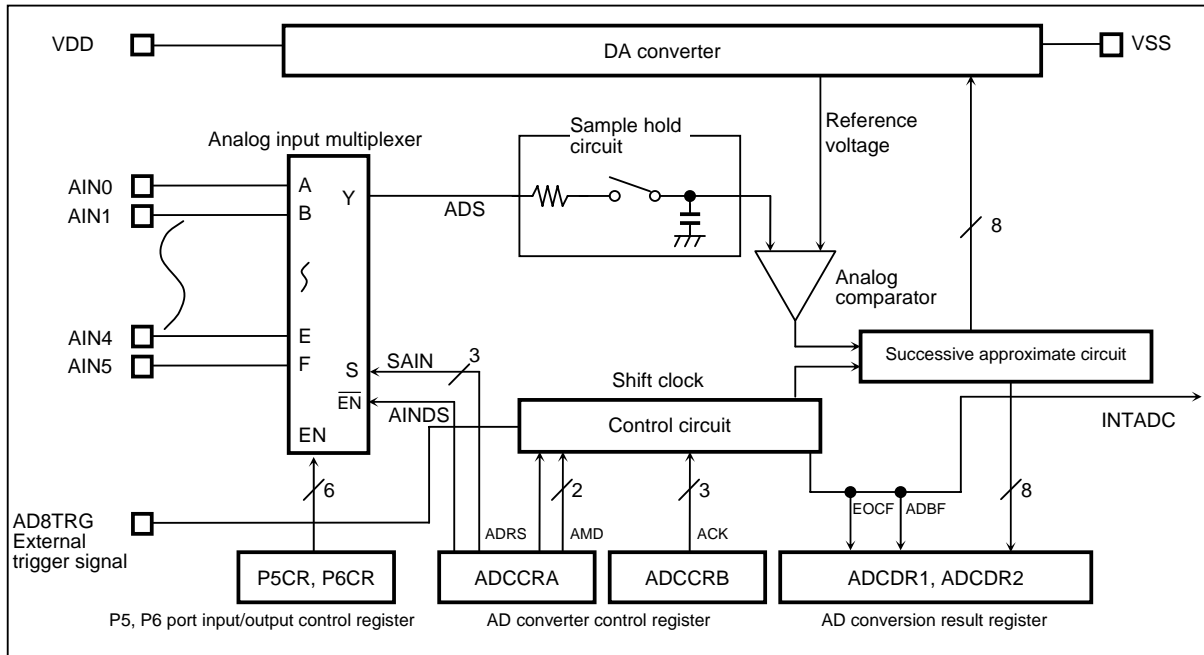 VDD
DA converter
VSS
Analog input multiplexer
Sample hold
circuit
Reference
voltage
AIN0
A
Y
ADS
AIN1
B
8
Analog
comparator
AIN4
E
AIN5
F
SAIN
3
S
Successive approximate circuit
Shift clock
EN
AINDS
Control circuit
INTADC
EN
6
2
3
8
EOCF
ADBF
AD8TRG
External
trigger signal
ADRS
AMD
ACK
P5CR, P6CR
ADCCRA
ADCCRB
ADCDR1, ADCDR2
P5, P6 port input/output control register
AD converter control register
AD conversion result register